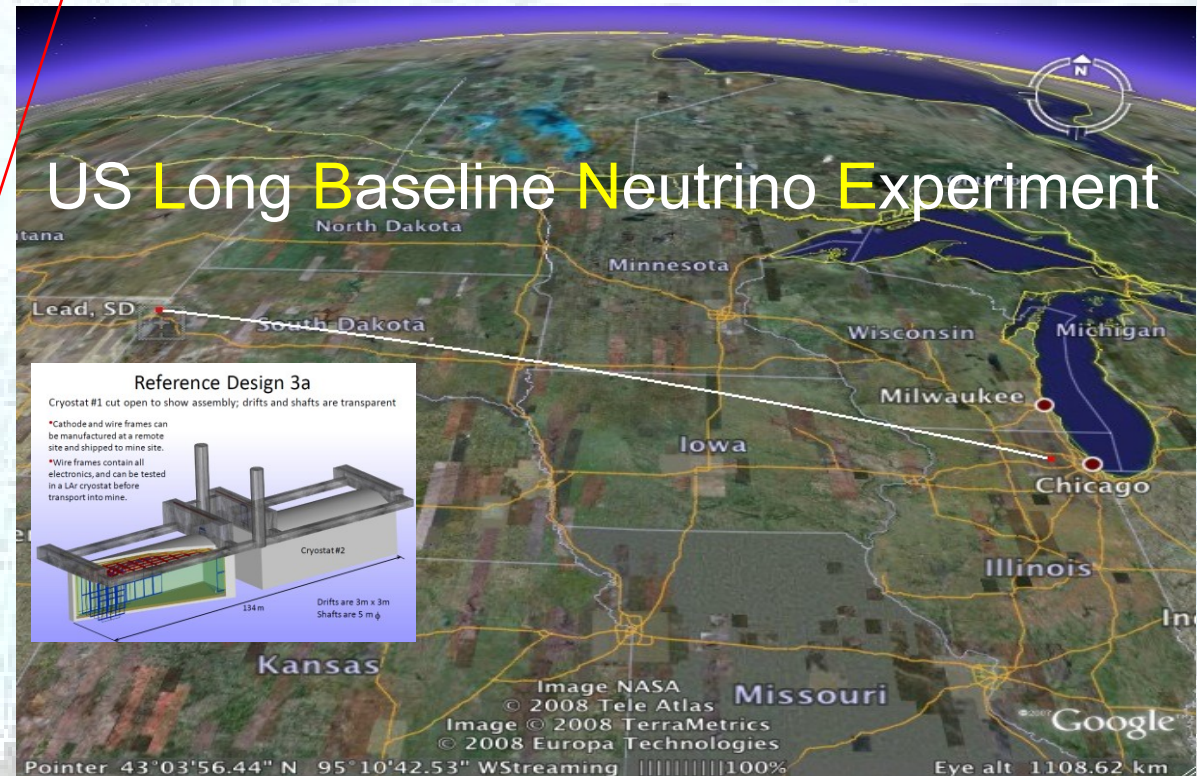 US Long Baseline Neutrino Experiment
North Dakota
tana
Minnesota
Lead, SD
South Dakota
Wisconsin
Michigan
Reference Design 3a
Cryostat #1 cut open to show assembly; drifts and shafts are transparent
*Cathode and wire frames can
be manufactured at a remote
site and shipped to mine site.
*Wire frames contain all
electronics, and can be tested
in a LAr cryostat before
transport into mine.
Cryostat #2
134 m
Drifts are 3m x 3m
Shafts are 5 m ϕ
Milwaukee
Iowa
Chicago
Illinois
In
Kansas
Missouri
Image NASA
© 2008 Tele Atlas
Image © 2008 TerraMetrics
© 2008 Europa Technologies
©2007 Google
N
Pointer 43°03'56.44" N 95°10'42.53" W Streaming ||||||||||100% Eye alt 1108.62 km